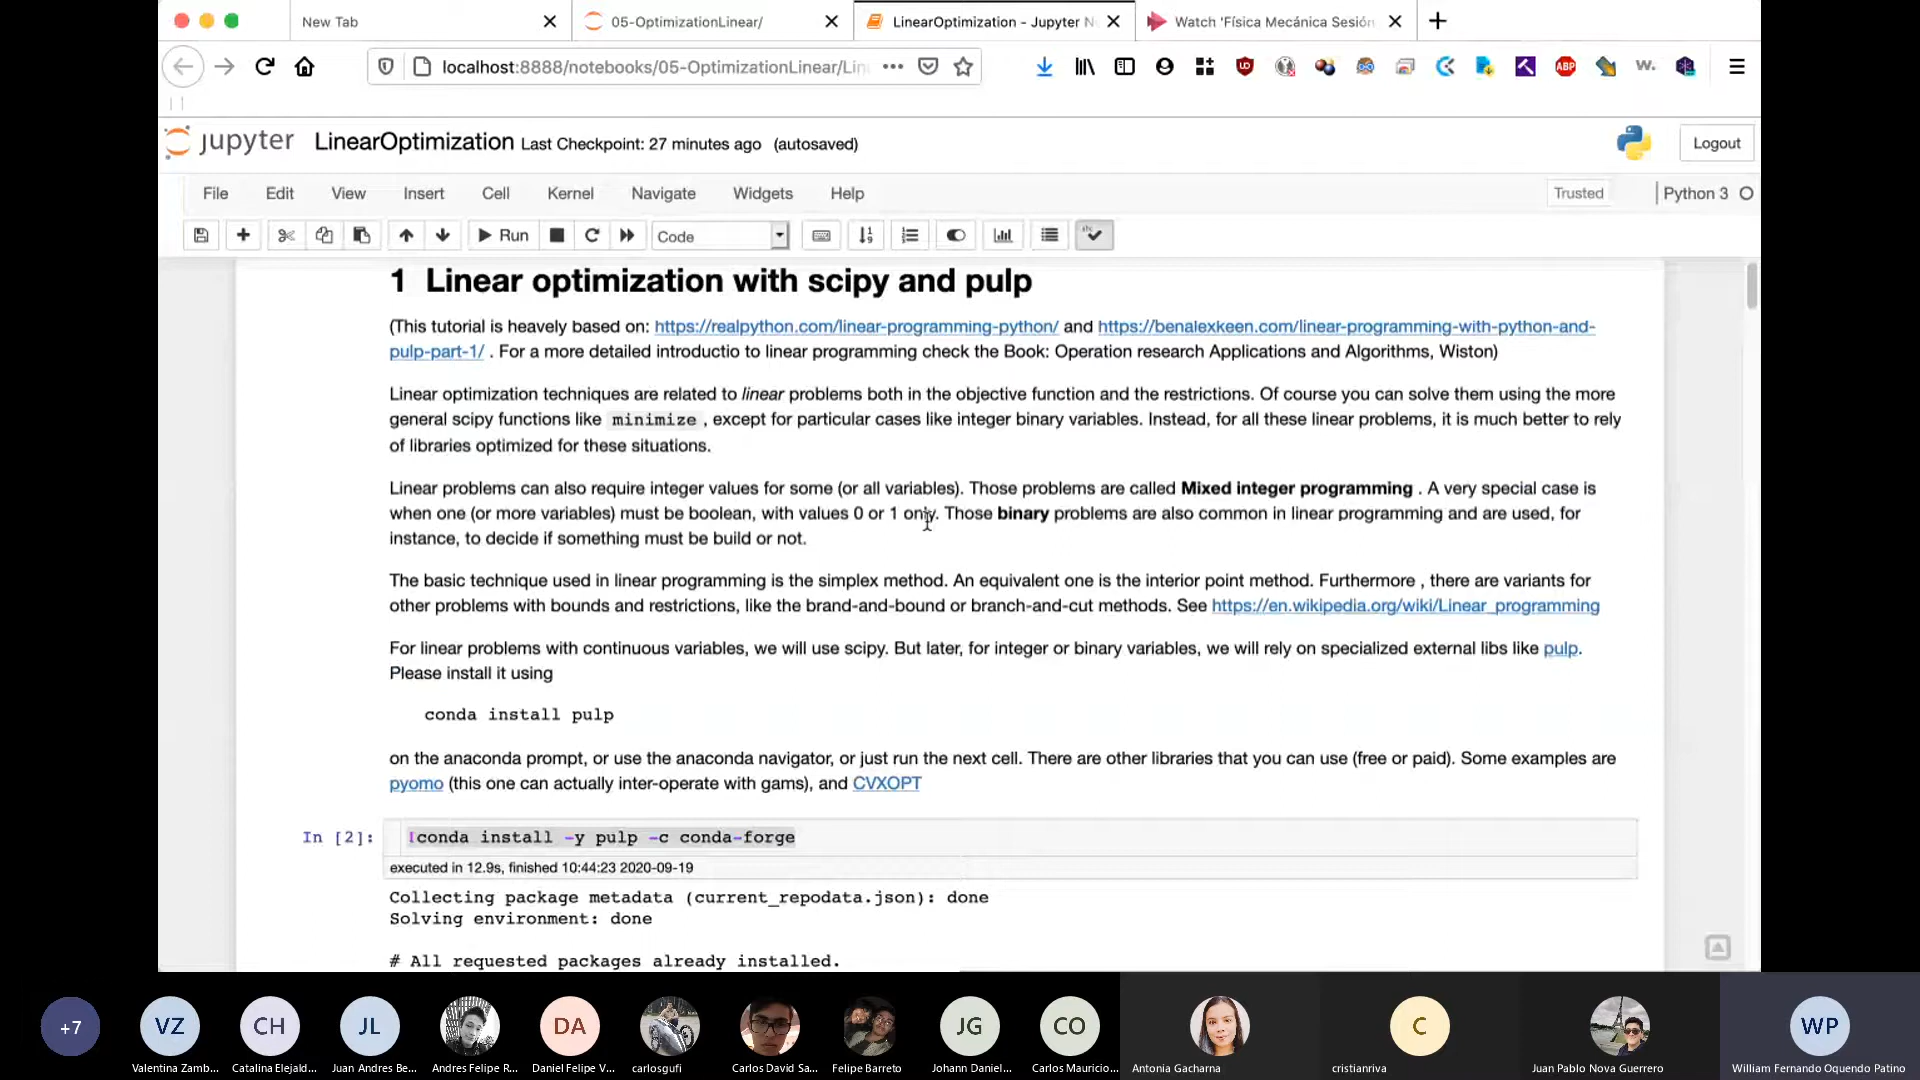 New Tab
05-OptimizationLinear/
LinearOptimization - Jupyter N
Watch 'Física Mecánica Sesión
localhost:8888/notebooks/05-OptimizationLinear/Lin
jupyter LinearOptimization Last Checkpoint: 27 minutes ago (autosaved)
Logout
File Edit View Insert Cell Kernel Navigate Widgets Help
Trusted
Python 3
Run
Code
1 Linear optimization with scipy and pulp
(This tutorial is heavely based on: https://realpython.com/linear-programming-python/ and https://benalexkeen.com/linear-programming-with-python-and-
pulp-part-1/ . For a more detailed introductio to linear programming check the Book: Operation research Applications and Algorithms, Wiston)
Linear optimization techniques are related to linear problems both in the objective function and the restrictions. Of course you can solve them using the more
general scipy functions like minimize , except for particular cases like integer binary variables. Instead, for all these linear problems, it is much better to rely
of libraries optimized for these situations.
Linear problems can also require integer values for some (or all variables). Those problems are called Mixed integer programming . A very special case is
when one (or more variables) must be boolean, with values 0 or 1 only. Those binary problems are also common in linear programming and are used, for
instance, to decide if something must be build or not.
The basic technique used in linear programming is the simplex method. An equivalent one is the interior point method. Furthermore , there are variants for
other problems with bounds and restrictions, like the brand-and-bound or branch-and-cut methods. See https://en.wikipedia.org/wiki/Linear_programming
For linear problems with continuous variables, we will use scipy. But later, for integer or binary variables, we will rely on specialized external libs like pulp.
Please install it using
conda install pulp
on the anaconda prompt, or use the anaconda navigator, or just run the next cell. There are other libraries that you can use (free or paid). Some examples are
pyomo (this one can actually inter-operate with gams), and CVXOPT
In [2]: !conda install -y pulp -c conda-forge
executed in 12.9s, finished 10:44:23 2020-09-19
Collecting package metadata (current_repodata.json): done
Solving environment: done
# All requested packages already installed.
+7
VZ
CH
JL
DA
JG
CO
C
WP
Valentina Zamb...
Catalina Elejald...
Juan Andres Be...
Andres Felipe R...
Daniel Felipe V...
carlosgufi
Carlos David Sa...
Felipe Barreto
Johann Daniel...
Carlos Mauricio...
Antonia Gacharna
cristianriva
Juan Pablo Nova Guerrero
William Fernando Oquendo Patino